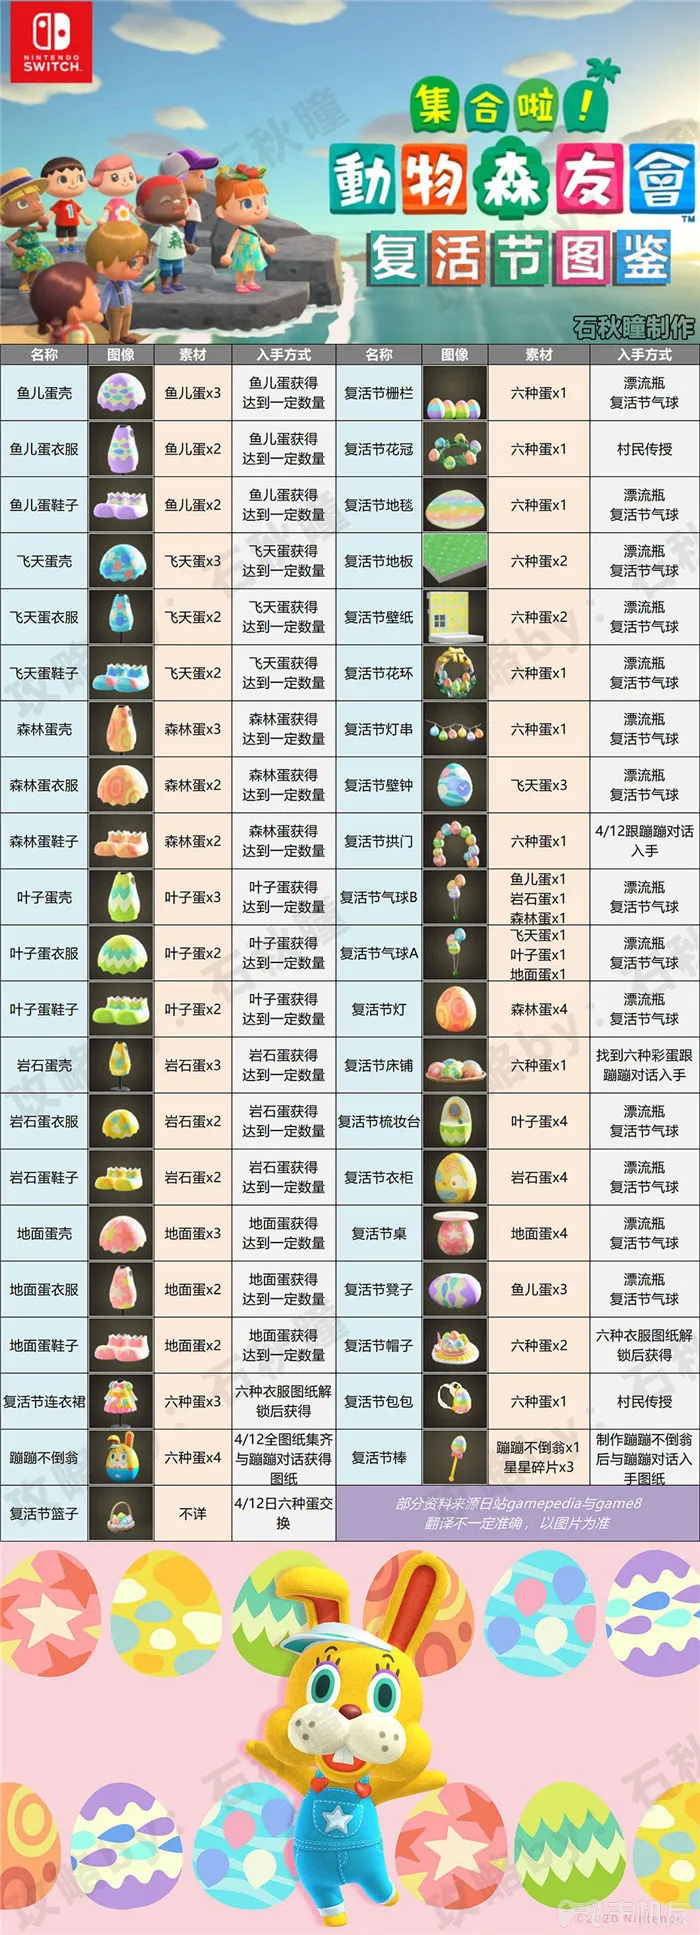 NINTENDO
SWITCH
集合啦！
動物森友會
TM
复活节图鉴
石秋瞳制作
名称 图像 素材 入手方式 名称 图像 素材 入手方式
鱼儿蛋壳 鱼儿蛋x3 鱼儿蛋获得 复活节栅栏 六种蛋x1 漂流瓶
达到一定数量 复活节气球
鱼儿蛋衣服 鱼儿蛋x2 鱼儿蛋获得 复活节花冠 六种蛋x1 村民传授
达到一定数量
鱼儿蛋鞋子 鱼儿蛋x2 鱼儿蛋获得 复活节地毯 六种蛋x1 漂流瓶
达到一定数量 复活节气球
飞天蛋壳 飞天蛋x3 飞天蛋获得 复活节地板 六种蛋x2 漂流瓶
达到一定数量 复活节气球
飞天蛋衣服 飞天蛋x2 飞天蛋获得 复活节壁纸 六种蛋x2 漂流瓶
达到一定数量 复活节气球
飞天蛋鞋子 飞天蛋x2 飞天蛋获得 复活节花环 六种蛋x1 漂流瓶
达到一定数量 复活节气球
森林蛋壳 森林蛋x3 森林蛋获得 复活节灯串 六种蛋x1 漂流瓶
达到一定数量 复活节气球
森林蛋衣服 森林蛋x2 森林蛋获得 复活节壁钟 飞天蛋x3 漂流瓶
达到一定数量 复活节气球
森林蛋鞋子 森林蛋x2 森林蛋获得 复活节拱门 六种蛋x1 4/12跟蹦蹦对话
达到一定数量 入手
叶子蛋壳 叶子蛋x3 叶子蛋获得 复活节气球B 鱼儿蛋x1 漂流瓶
达到一定数量 岩石蛋x1 复活节气球
森林蛋x1
叶子蛋衣服 叶子蛋x2 叶子蛋获得 复活节气球A 飞天蛋x1 漂流瓶
达到一定数量 叶子蛋x1 复活节气球
地面蛋x1
叶子蛋鞋子 叶子蛋x2 叶子蛋获得 复活节灯 森林蛋x4 漂流瓶
达到一定数量 复活节气球
岩石蛋壳 岩石蛋x3 岩石蛋获得 复活节床铺 六种蛋x1 找到六种彩蛋跟
达到一定数量 蹦蹦对话入手
岩石蛋衣服 岩石蛋x2 岩石蛋获得 复活节梳妆台 叶子蛋x4 漂流瓶
达到一定数量 复活节气球
岩石蛋鞋子 岩石蛋x2 岩石蛋获得 复活节衣柜 岩石蛋x4 漂流瓶
达到一定数量 复活节气球
地面蛋壳 地面蛋x3 地面蛋获得 复活节桌 地面蛋x4 漂流瓶
达到一定数量 复活节气球
地面蛋衣服 地面蛋x2 地面蛋获得 复活节凳子 鱼儿蛋x3 漂流瓶
达到一定数量 复活节气球
地面蛋鞋子 地面蛋x2 地面蛋获得 复活节帽子 六种蛋x2 六种衣服图纸解
达到一定数量 锁后获得
复活节连衣裙 六种蛋x3 六种衣服图纸解 复活节包包 六种蛋x1 村民传授
锁后获得
蹦蹦不倒翁 六种蛋x4 4/12全图纸集齐 复活节棒 蹦蹦不倒翁x1 制作蹦蹦不倒翁
与蹦蹦对话获得 星星碎片x3 后与蹦蹦对话入
图纸 手图纸
复活节篮子 不详 4/12日六种蛋交 部分资料来源日站gamepedia与game8
换 翻译不一定准确，以图片为准
攻略by：石秋瞳
©2020 Nintendo